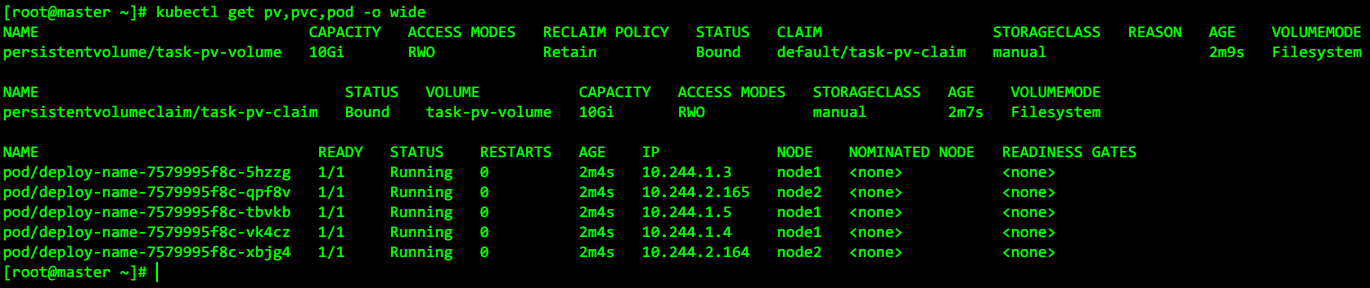 [root@master ~]# kubectl get pv,pvc,pod -o wide
NAME                              CAPACITY   ACCESS MODES   RECLAIM POLICY   STATUS   CLAIM                   STORAGECLASS   REASON   AGE    VOLUMEMODE
persistentvolume/task-pv-volume   10Gi       RWO            Retain           Bound    default/task-pv-claim   manual                  2m9s   Filesystem
NAME                                  STATUS   VOLUME           CAPACITY   ACCESS MODES   STORAGECLASS   AGE    VOLUMEMODE
persistentvolumeclaim/task-pv-claim   Bound    task-pv-volume   10Gi       RWO            manual         2m7s   Filesystem
NAME                               READY   STATUS    RESTARTS   AGE    IP             NODE    NOMINATED NODE   READINESS GATES
pod/deploy-name-7579995f8c-5hzzg   1/1     Running   0          2m4s   10.244.1.3     node1   <none>           <none>
pod/deploy-name-7579995f8c-qpf8v   1/1     Running   0          2m4s   10.244.2.165   node2   <none>           <none>
pod/deploy-name-7579995f8c-tbvkb   1/1     Running   0          2m4s   10.244.1.5     node1   <none>           <none>
pod/deploy-name-7579995f8c-vk4cz   1/1     Running   0          2m4s   10.244.1.4     node1   <none>           <none>
pod/deploy-name-7579995f8c-xbjg4   1/1     Running   0          2m4s   10.244.2.164   node2   <none>           <none>
[root@master ~]#